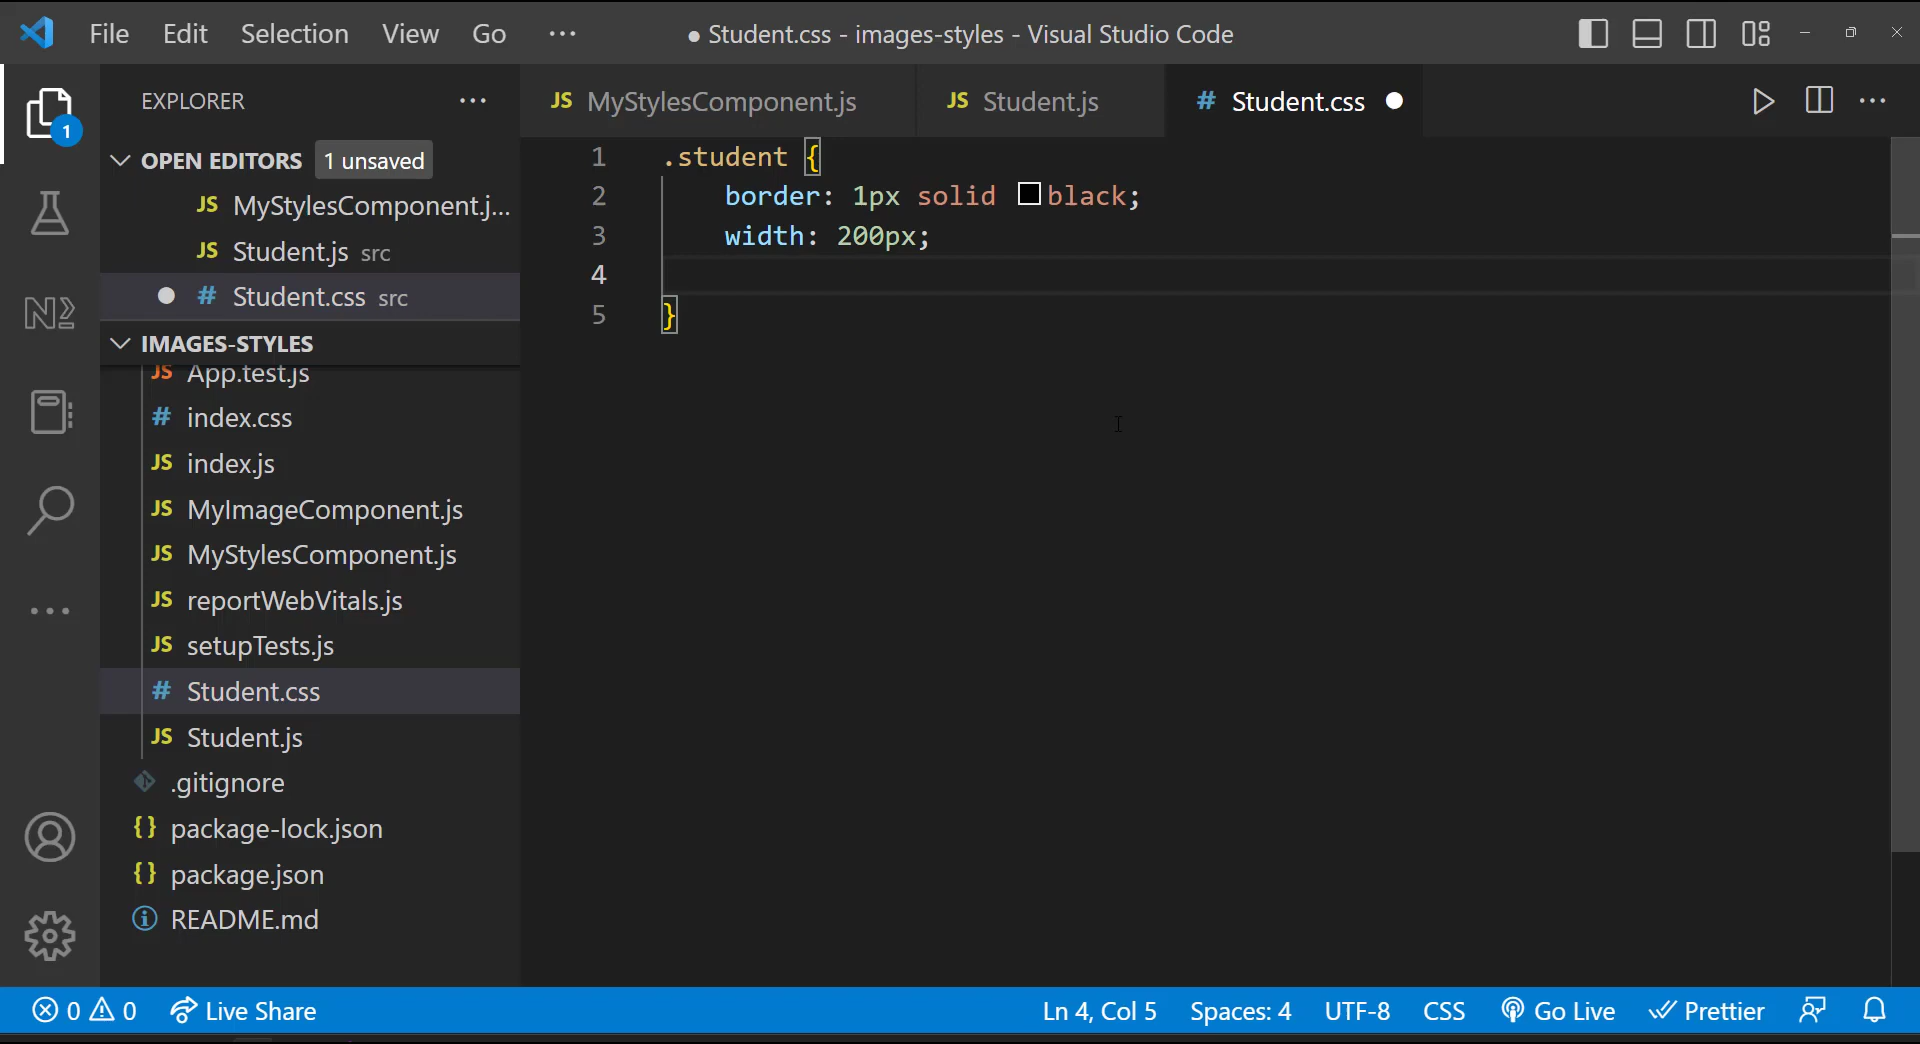 File Edit Selection View Go ··· ● Student.css - images-styles - Visual Studio Code
EXPLORER ···
JS MyStylesComponent.js JS Student.js # Student.css ● ···
1
OPEN EDITORS 1 unsaved
JS MyStylesComponent.j...
JS Student.js src
● # Student.css src
IMAGES-STYLES
JS App.test.js
# index.css
JS index.js
JS MyImageComponent.js
JS MyStylesComponent.js
JS reportWebVitals.js
JS setupTests.js
# Student.css
JS Student.js
.gitignore
{} package-lock.json
{} package.json
README.md
1 .student {
2 border: 1px solid black;
3 width: 200px;
4
5 }
0 0 Live Share Ln 4, Col 5 Spaces: 4 UTF-8 CSS Go Live Prettier